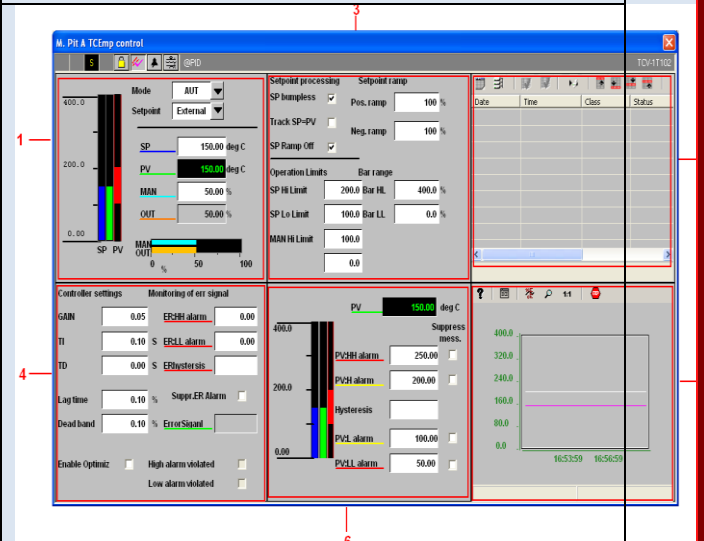 3
M. Pit A TCEmp control
S @PID TCV-1T102
1
Mode AUT
Setpoint External
400.0
200.0
0.00
SP PV
SP 150.00 deg C
PV 150.00 deg C
MAN 50.00 %
OUT 50.00 %
MAN
OUT
0 50 100
%
Setpoint processing Setpoint ramp
SP bumpless Pos. ramp 100 %
Track SP=PV
Neg. ramp 100 %
SP Ramp Off
Operation Limits Bar range
SP Hi Limit 200.0 Bar HL 400.0 %
SP Lo Limit 100.0 Bar LL 0.0 %
MAN Hi Limit 100.0
0.0
Date Time Class Status
4
Controller settings Monitoring of err signal
GAIN 0.05 ER:HH alarm 0.00
TI 0.10 S ER:LL alarm 0.00
TD 0.00 S ERhystersis
Lag time 0.10 % Suppr.ER Alarm
Dead band 0.10 % ErrorSiganl
Enable Optimiz High alarm violated
Low alarm violated
PV 150.00 deg C
Suppress
mess.
400.0
200.0
0.00
PV:HH alarm 250.00
PV:H alarm 200.00
Hysteresis
PV:L alarm 100.00
PV:LL alarm 50.00
? 1:1 STOP
400.0
320.0
240.0
160.0
80.0
0.0
16:53:59 16:56:59
6